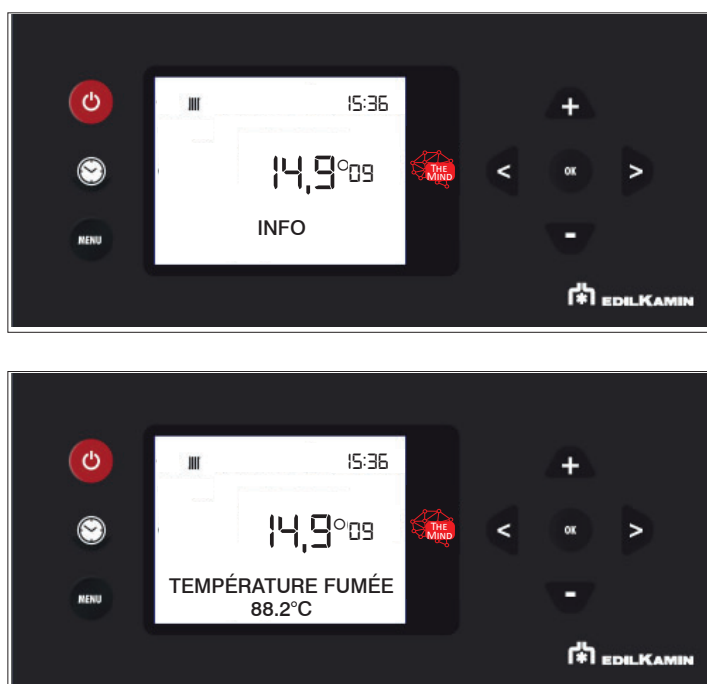 15:36
14,9°09
THE
MIND
<
OK
>
+
-
MENU
INFO
EDILKAMIN
15:36
14,9°09
THE
MIND
<
OK
>
+
-
MENU
TEMPÉRATURE FUMÉE
88.2°C
EDILKAMIN